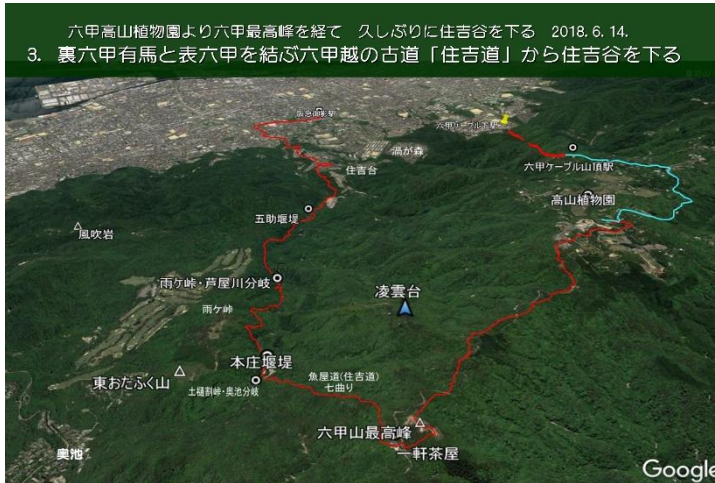 六甲高山植物園より六甲最高峰を経て 久しぶりに住吉谷を下る 2018.6.14.
3. 裏六甲有馬と表六甲を結ぶ六甲越の古道「住吉道」から住吉谷を下る
阪急御影駅
六甲ケーブル下駅
渦が森
住吉台
六甲ケーブル山頂駅
高山植物園
五助堰堤
風吹岩
雨ケ峠・芦屋川分岐
凌雲台
雨ケ峠
本庄堰堤
東おたふく山
土樋割峠・奥池分岐
魚屋道(住吉道)
七曲り
六甲山最高峰
一軒茶屋
奥池
Google